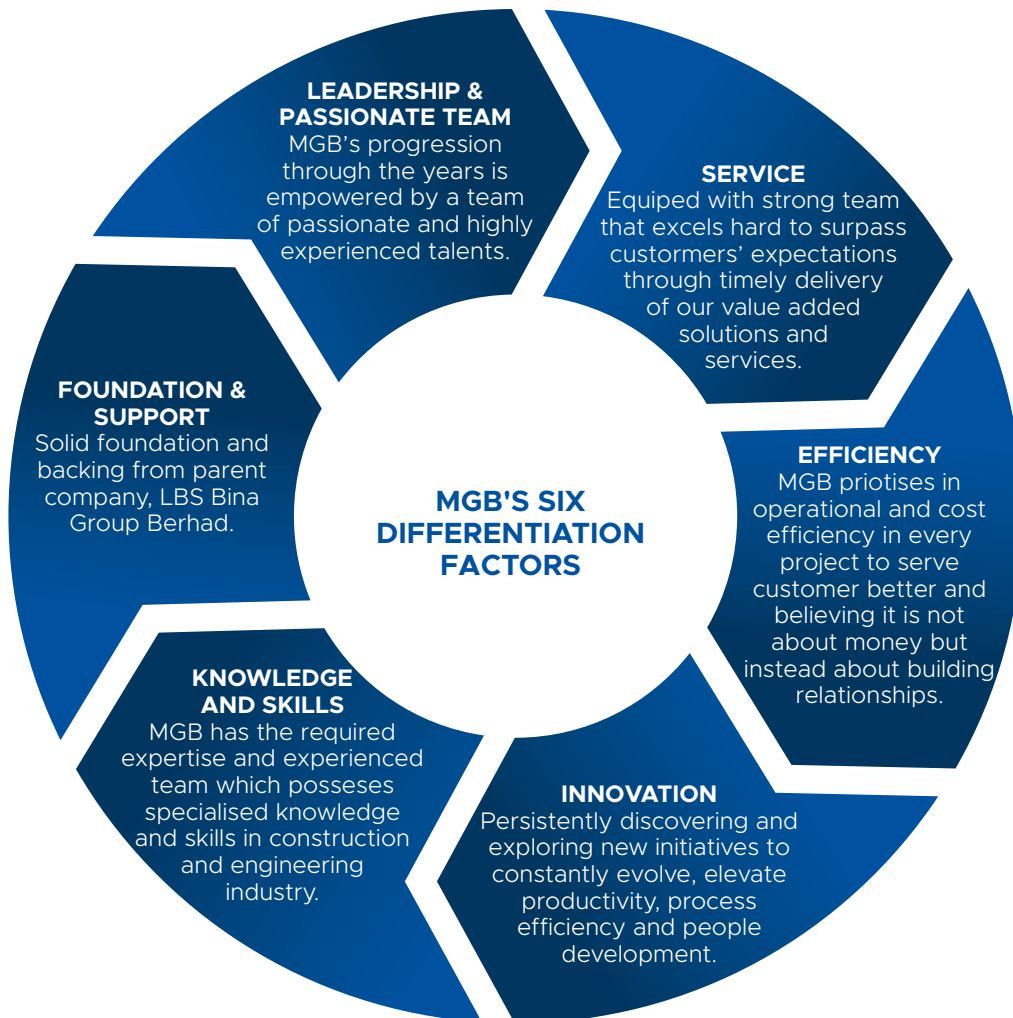 LEADERSHIP &
PASSIONATE TEAM
MGB's progression
through the years is
empowered by a team
of passionate and highly
experienced talents.
SERVICE
Equiped with strong team
that excels hard to surpass
custormers' expectations
through timely delivery
of our value added
solutions and
services.
EFFICIENCY
MGB priotises in
operational and cost
efficiency in every
project to serve
customer better and
believing it is not
about money but
instead about building
relationships.
INNOVATION
Persistently discovering and
exploring new initiatives to
constantly evolve, elevate
productivity, process
efficiency and people
development.
KNOWLEDGE
AND SKILLS
MGB has the required
expertise and experienced
team which posseses
specialised knowledge
and skills in construction
and engineering
industry.
FOUNDATION &
SUPPORT
Solid foundation and
backing from parent
company, LBS Bina
Group Berhad.
MGB'S SIX
DIFFERENTIATION
FACTORS